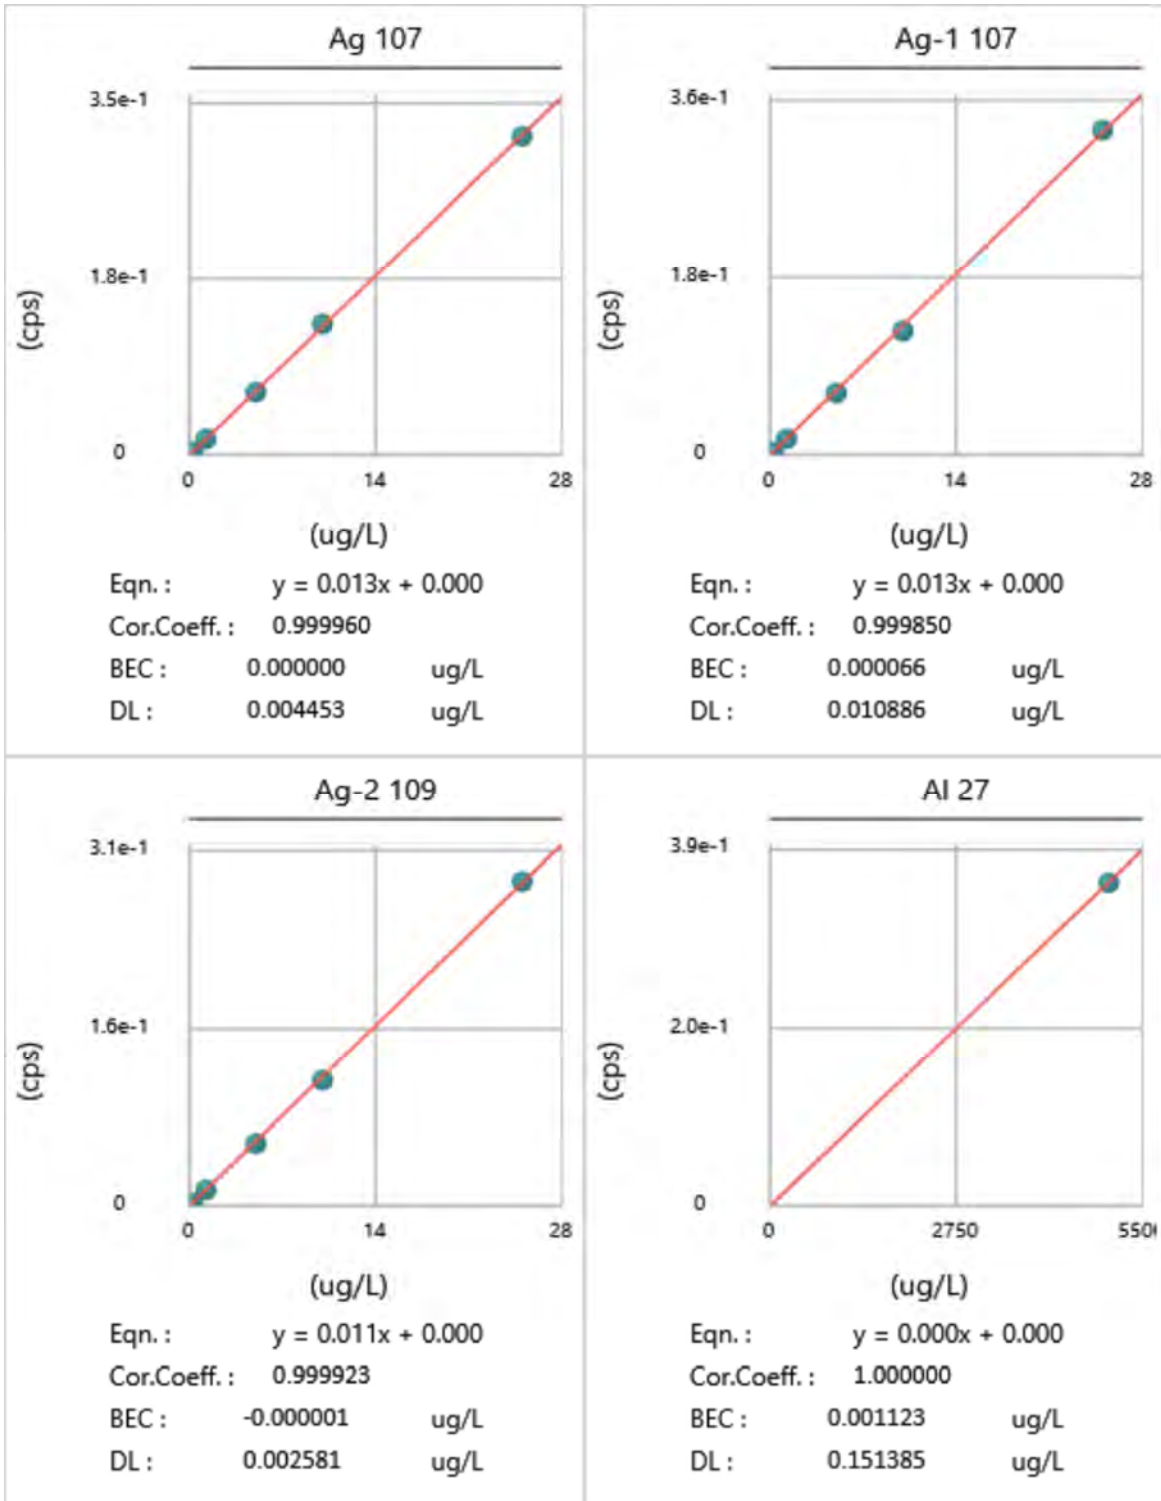 Ag 107
3.5e-1
1.8e-1
0
(cps)
0 14 28
(ug/L)
Eqn. : y = 0.013x + 0.000
Cor.Coeff. : 0.999960
BEC : 0.000000 ug/L
DL : 0.004453 ug/L
Ag-1 107
3.6e-1
1.8e-1
0
(cps)
0 14 28
(ug/L)
Eqn. : y = 0.013x + 0.000
Cor.Coeff. : 0.999850
BEC : 0.000066 ug/L
DL : 0.010886 ug/L
Ag-2 109
3.1e-1
1.6e-1
0
(cps)
0 14 28
(ug/L)
Eqn. : y = 0.011x + 0.000
Cor.Coeff. : 0.999923
BEC : -0.000001 ug/L
DL : 0.002581 ug/L
Al 27
3.9e-1
2.0e-1
0
(cps)
0 2750
(ug/L)
Eqn. : y = 0.000x + 0.000
Cor.Coeff. : 1.000000
BEC : 0.001123 ug/L
DL : 0.151385 ug/L